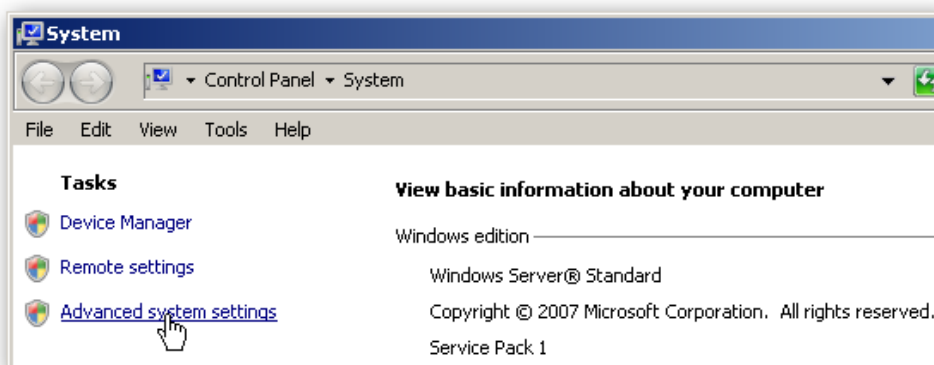 System
Control Panel System
File Edit View Tools Help
Tasks
Device Manager
Remote settings
Advanced system settings
View basic information about your computer
Windows edition
Windows Server® Standard
Copyright © 2007 Microsoft Corporation. All rights reserved.
Service Pack 1